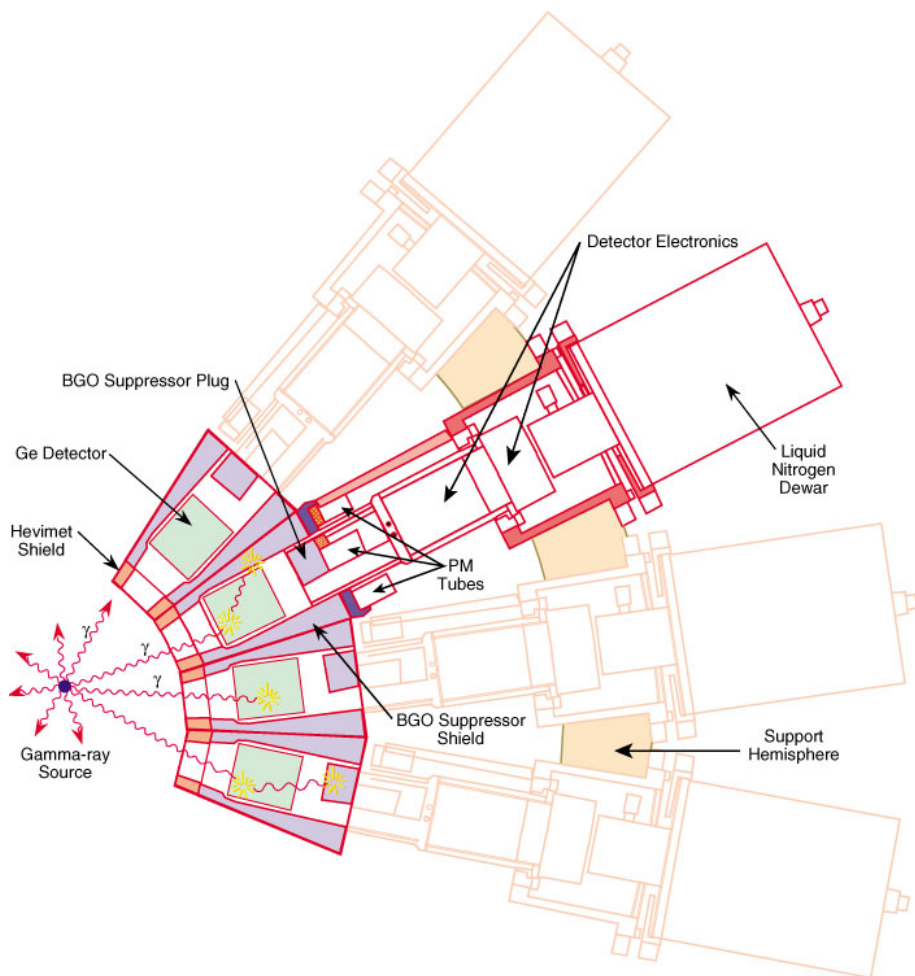 Detector Electronics
BGO Suppressor Plug
Ge Detector
Liquid
Nitrogen
Dewar
Hevimet
Shield
PM
Tubes
γ
γ
γ
BGO Suppressor
Shield
Gamma-ray
Source
Support
Hemisphere